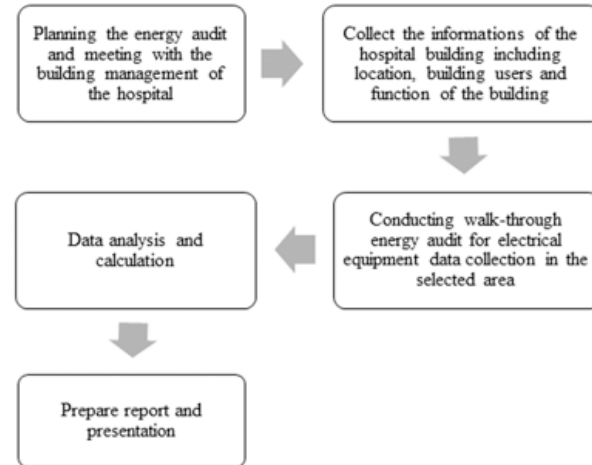 Planning the energy audit
and meeting with the
building management of
the hospital
Collect the informations of the
hospital building including
location, building users and
function of the building
Conducting walk-through
energy audit for electrical
equipment data collection in the
selected area
Data analysis and
calculation
Prepare report and
presentation